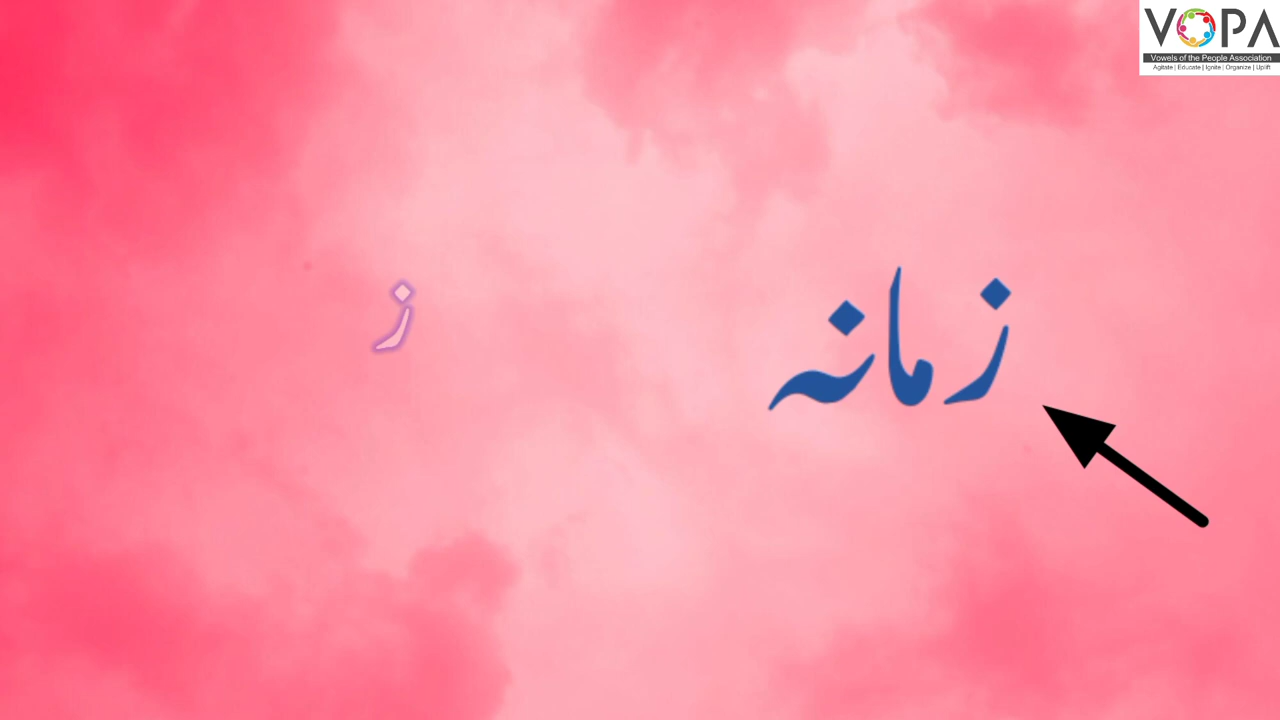 VOPA
Vowels of the People Association
Agitate | Educate | Ignite | Organize | Uplift
زمانہ
ز